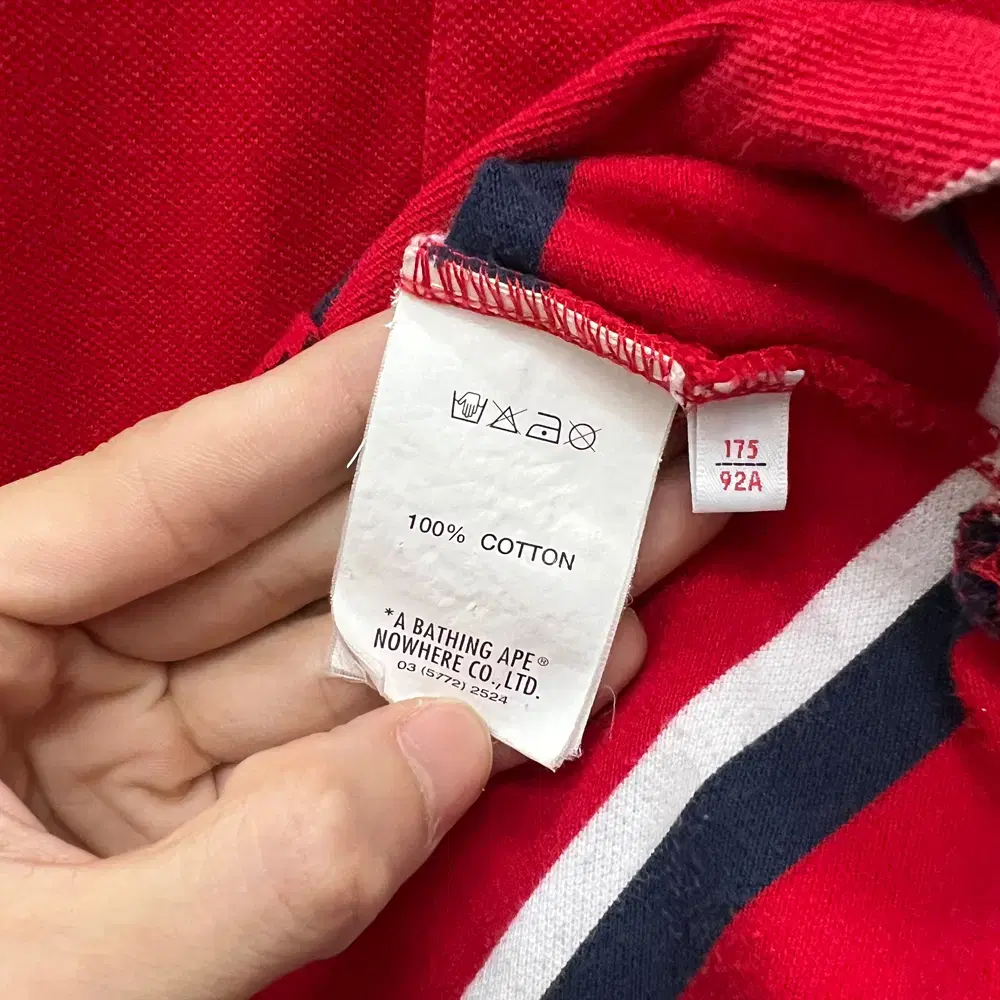 175
92A
100% COTTON
*A BATHING APE®
NOWHERE CO., LTD.
03 (5772) 2524